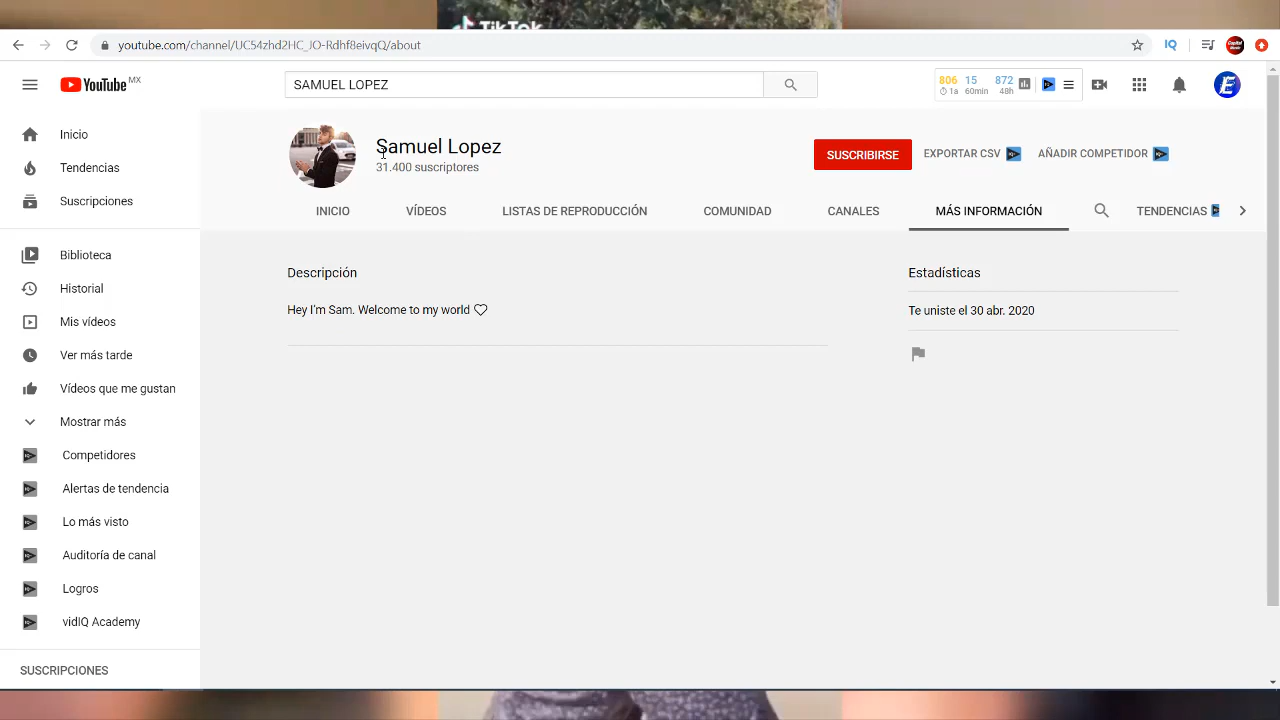 TikTok
youtube.com/channel/UC54zhd2HC_JO-Rdhf8eivqQ/about
IQ
YouTube MX
SAMUEL LOPEZ
806 15 872
1a 60min 48h
E
Inicio
Tendencias
Suscripciones
Biblioteca
Historial
Mis vídeos
Ver más tarde
Vídeos que me gustan
Mostrar más
Competidores
Alertas de tendencia
Lo más visto
Auditoría de canal
Logros
vidIQ Academy
SUSCRIPCIONES
Samuel Lopez
31.400 suscriptores
SUSCRIBIRSE
EXPORTAR CSV
AÑADIR COMPETIDOR
INICIO
VÍDEOS
LISTAS DE REPRODUCCIÓN
COMUNIDAD
CANALES
MÁS INFORMACIÓN
TENDENCIAS
Descripción
Hey I'm Sam. Welcome to my world ♡
Estadísticas
Te uniste el 30 abr. 2020